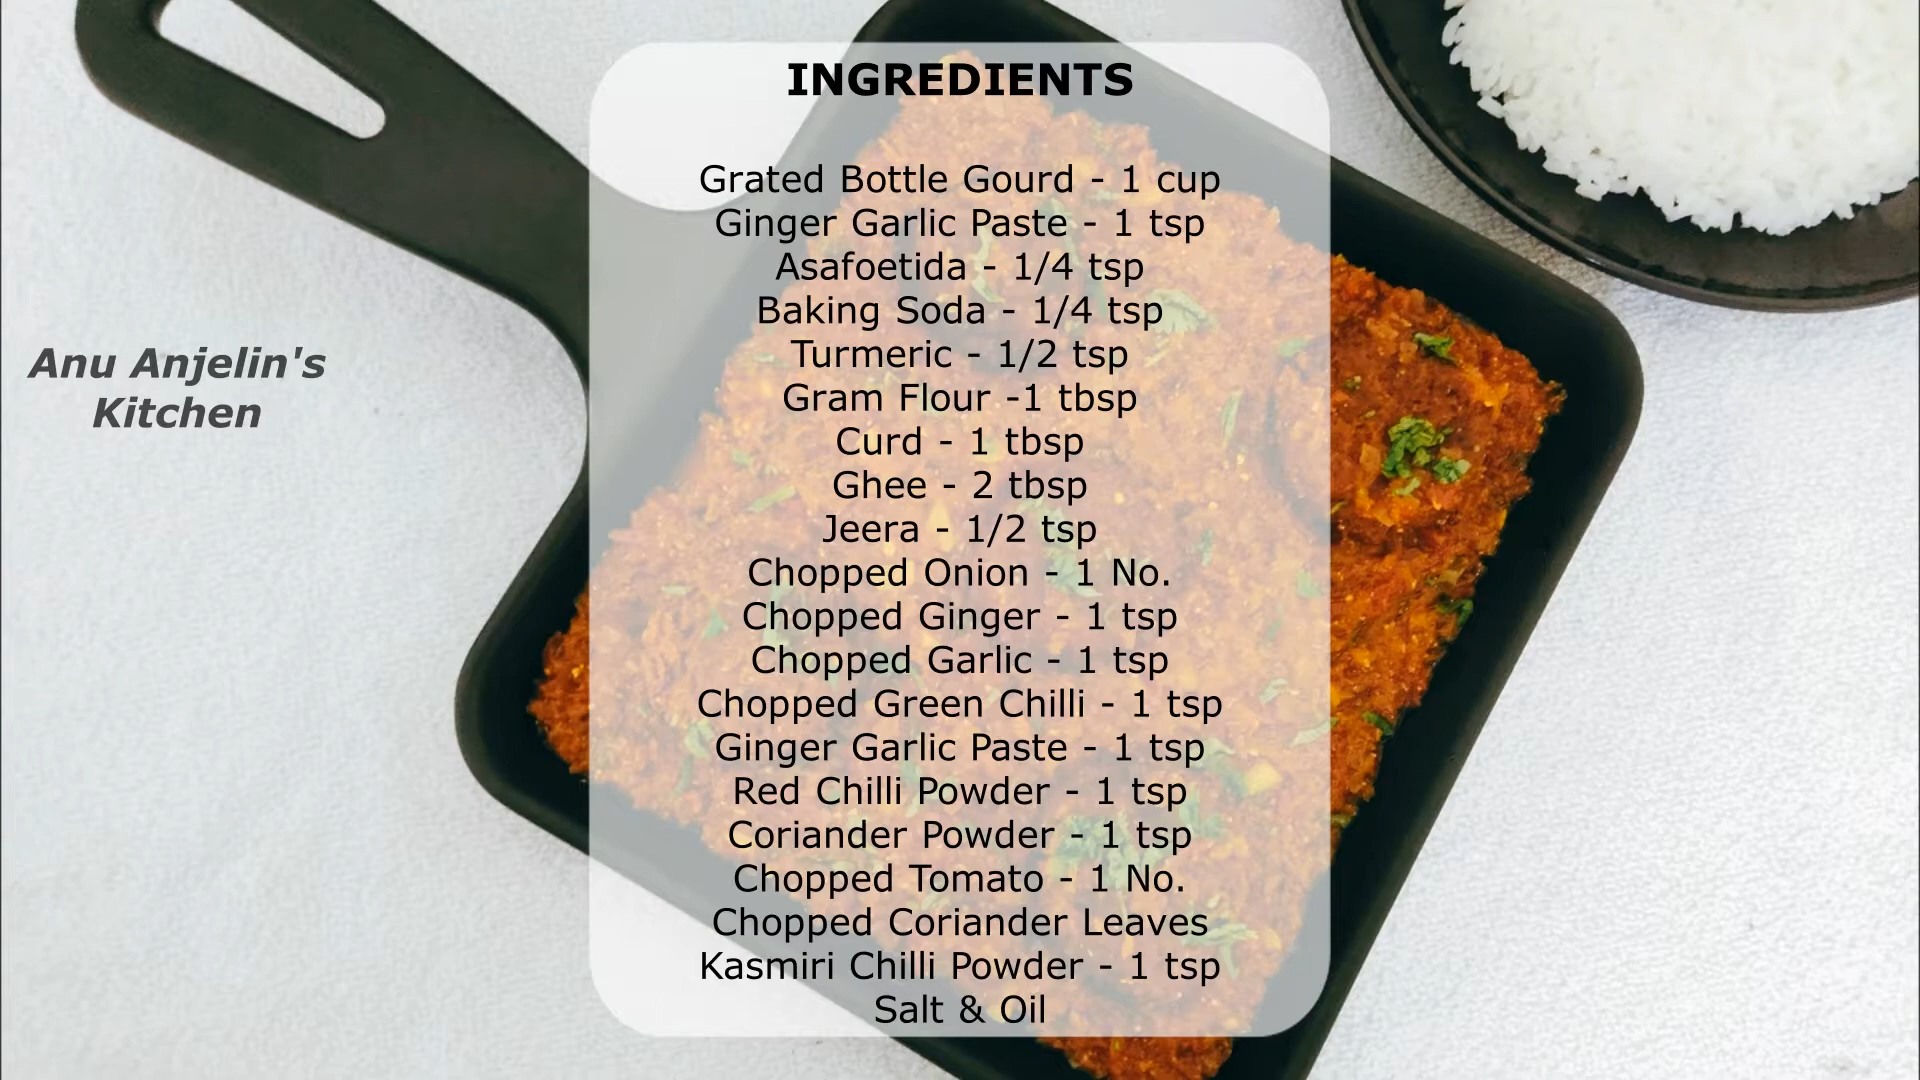 INGREDIENTS
Grated Bottle Gourd - 1 cup
Ginger Garlic Paste - 1 tsp
Asafoetida - 1/4 tsp
Baking Soda - 1/4 tsp
Turmeric - 1/2 tsp
Gram Flour -1 tbsp
Curd - 1 tbsp
Ghee - 2 tbsp
Jeera - 1/2 tsp
Chopped Onion - 1 No.
Chopped Ginger - 1 tsp
Chopped Garlic - 1 tsp
Chopped Green Chilli - 1 tsp
Ginger Garlic Paste - 1 tsp
Red Chilli Powder - 1 tsp
Coriander Powder - 1 tsp
Chopped Tomato - 1 No.
Chopped Coriander Leaves
Kasmiri Chilli Powder - 1 tsp
Salt & Oil
Anu Anjelin's
Kitchen